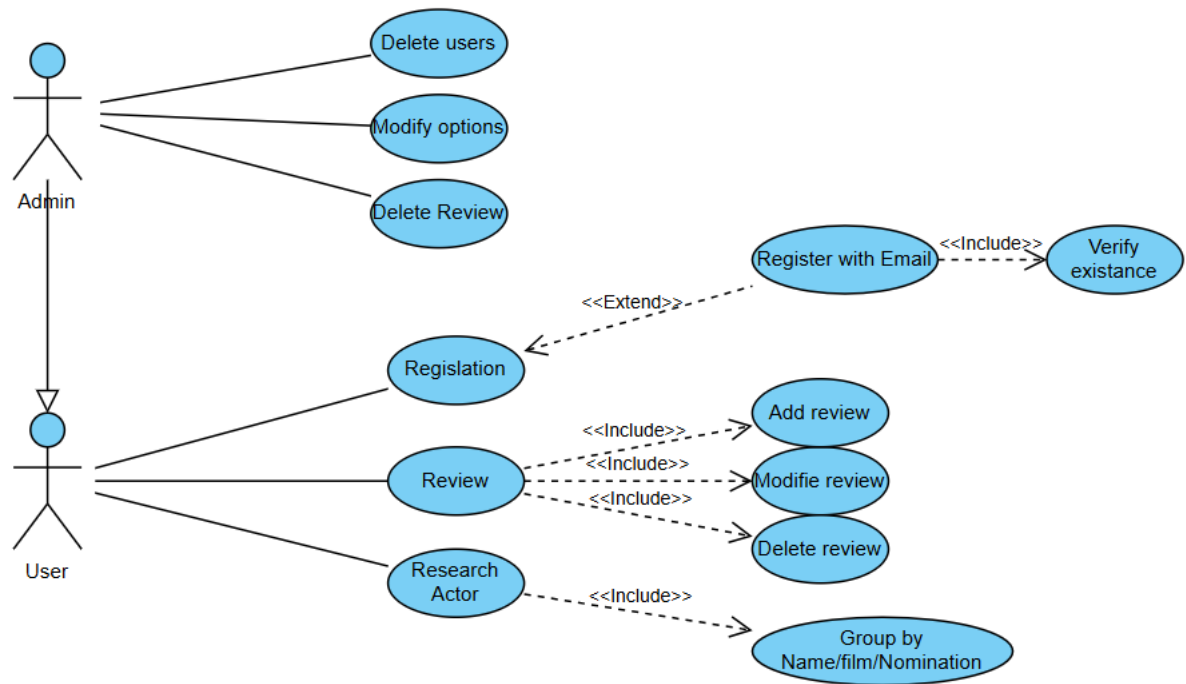 Delete users
Modify options
Delete Review
Admin
Register with Email
<<Include>>
Verify
existance
<<Extend>>
Regislation
Add review
<<Include>>
<<Include>>
Review
Modifie review
<<Include>>
Delete review
User
Research
Actor
<<Include>>
Group by
Name/film/Nomination